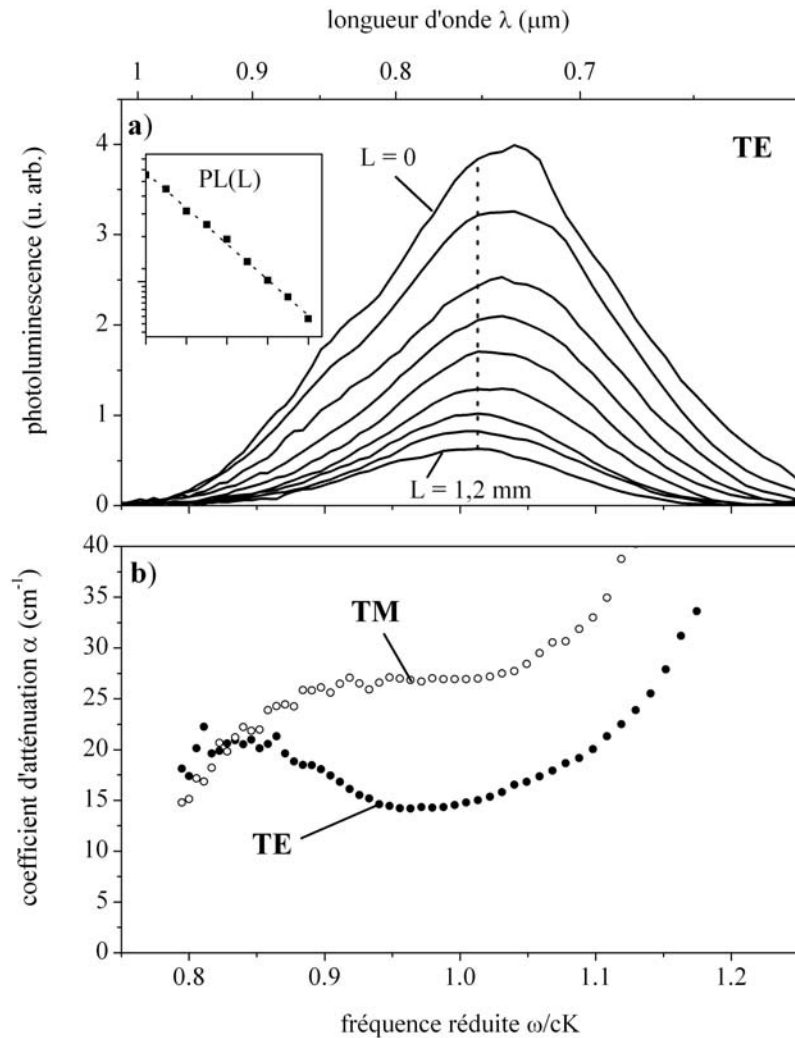 longueur d'onde λ (μm)
1 0.9 0.8 0.7
a)
TE
L = 0
PL(L)
4
3
2
1
0
photoluminescence (u. arb.)
L = 1,2 mm
b)
TM
TE
40
35
30
25
20
15
10
5
0
coefficient d'atténuation α (cm⁻¹)
0.8 0.9 1.0 1.1 1.2
fréquence réduite ω/cK